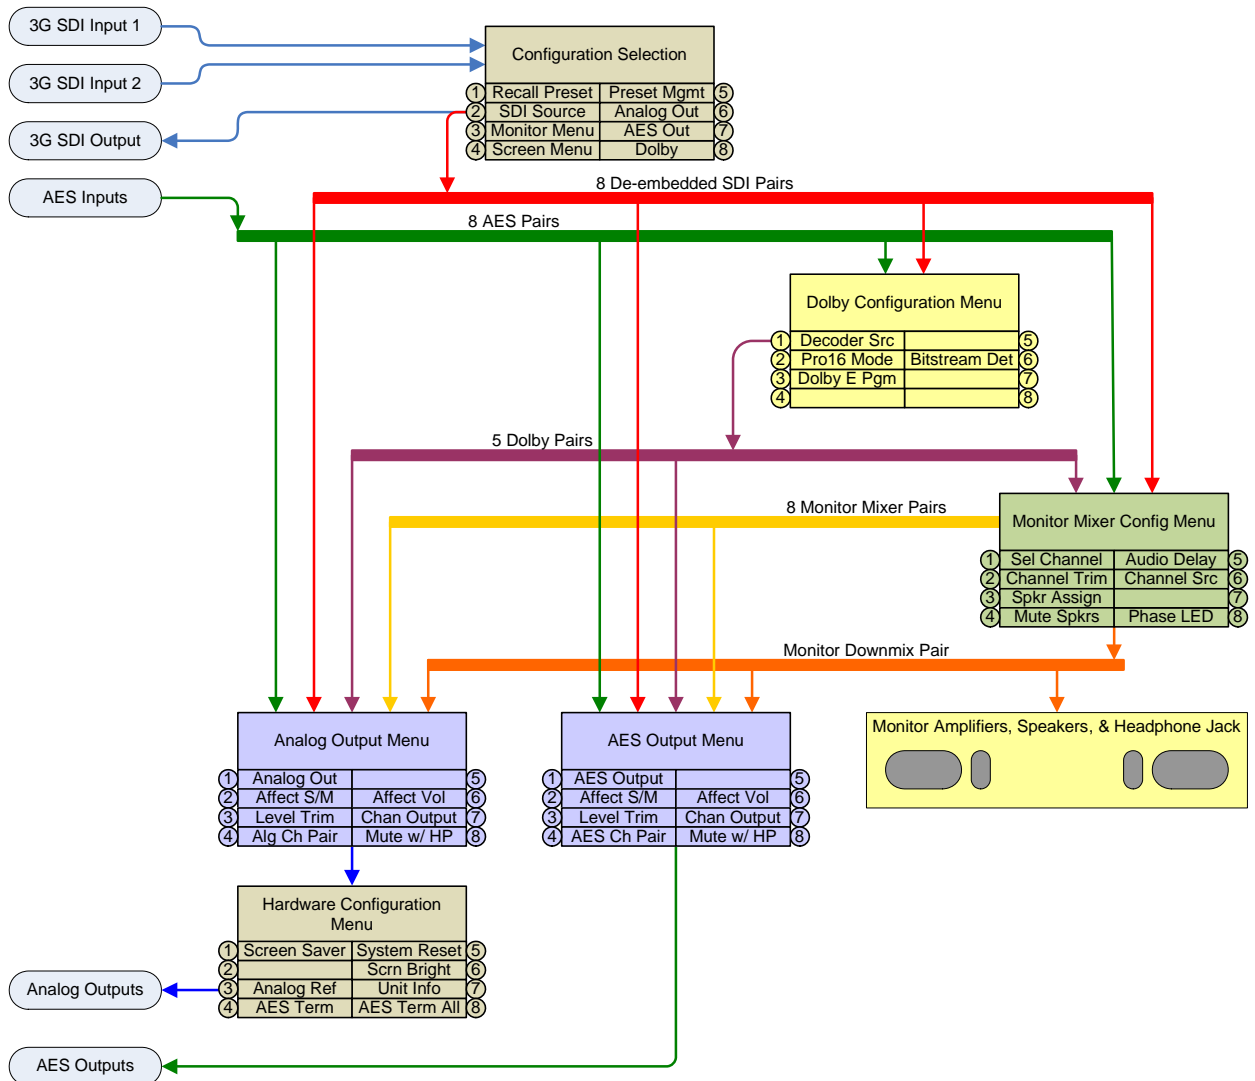 3G SDI Input 1
3G SDI Input 2
3G SDI Output
AES Inputs
Configuration Selection
1 Recall Preset Preset Mgmt 5
2 SDI Source Analog Out 6
3 Monitor Menu AES Out 7
4 Screen Menu Dolby 8
8 De-embedded SDI Pairs
8 AES Pairs
Dolby Configuration Menu
1 Decoder Src 5
2 Pro16 Mode Bitstream Det 6
3 Dolby E Pgm 7
4 8
5 Dolby Pairs
8 Monitor Mixer Pairs
Monitor Mixer Config Menu
1 Sel Channel Audio Delay 5
2 Channel Trim Channel Src 6
3 Spkr Assign 7
4 Mute Spkrs Phase LED 8
Monitor Downmix Pair
Analog Output Menu
1 Analog Out 5
2 Affect S/M Affect Vol 6
3 Level Trim Chan Output 7
4 Alg Ch Pair Mute w/ HP 8
AES Output Menu
1 AES Output 5
2 Affect S/M Affect Vol 6
3 Level Trim Chan Output 7
4 AES Ch Pair Mute w/ HP 8
Monitor Amplifiers, Speakers, & Headphone Jack
Hardware Configuration
Menu
1 Screen Saver System Reset 5
2 Scrn Bright 6
3 Analog Ref Unit Info 7
4 AES Term AES Term All 8
Analog Outputs
AES Outputs